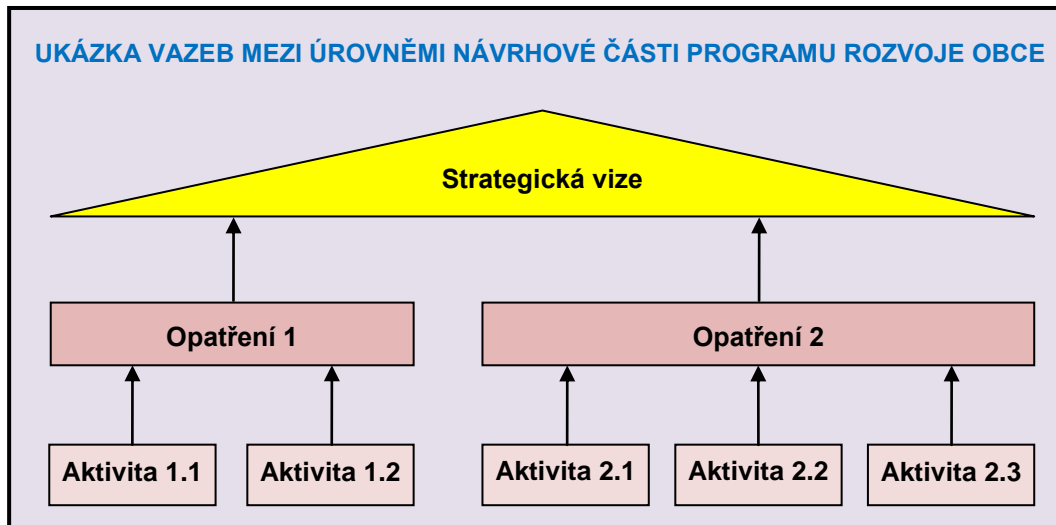 UKÁZKA VAZEB MEZI ÚROVNĚMI NÁVRHOVÉ ČÁSTI PROGRAMU ROZVOJE OBCE
Strategická vize
Opatření 1
Opatření 2
Aktivita 1.1
Aktivita 1.2
Aktivita 2.1
Aktivita 2.2
Aktivita 2.3